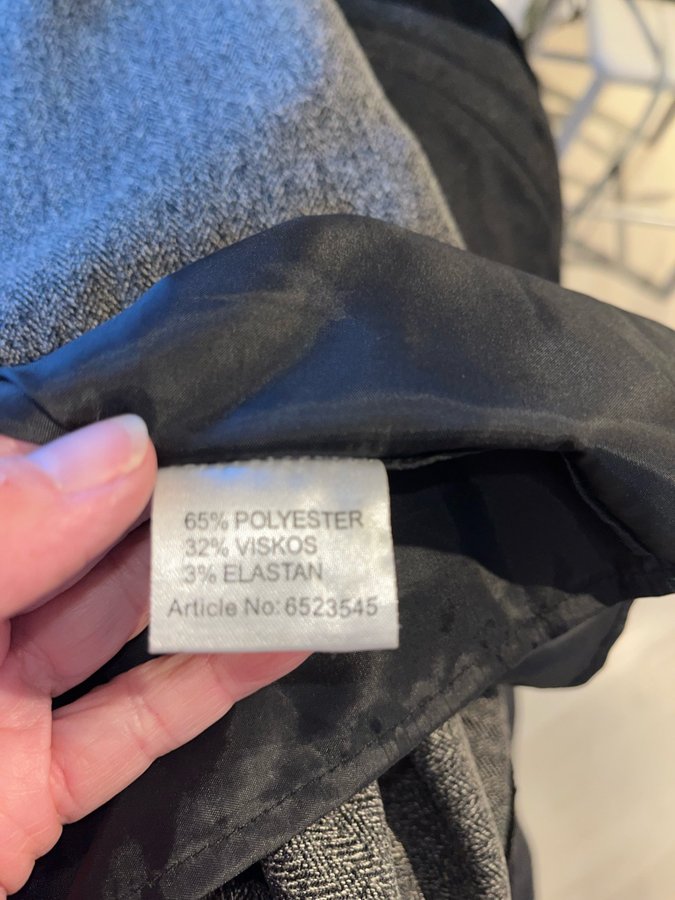 65% POLYESTER
32% VISKOS
3% ELASTAN
Article No: 6523545